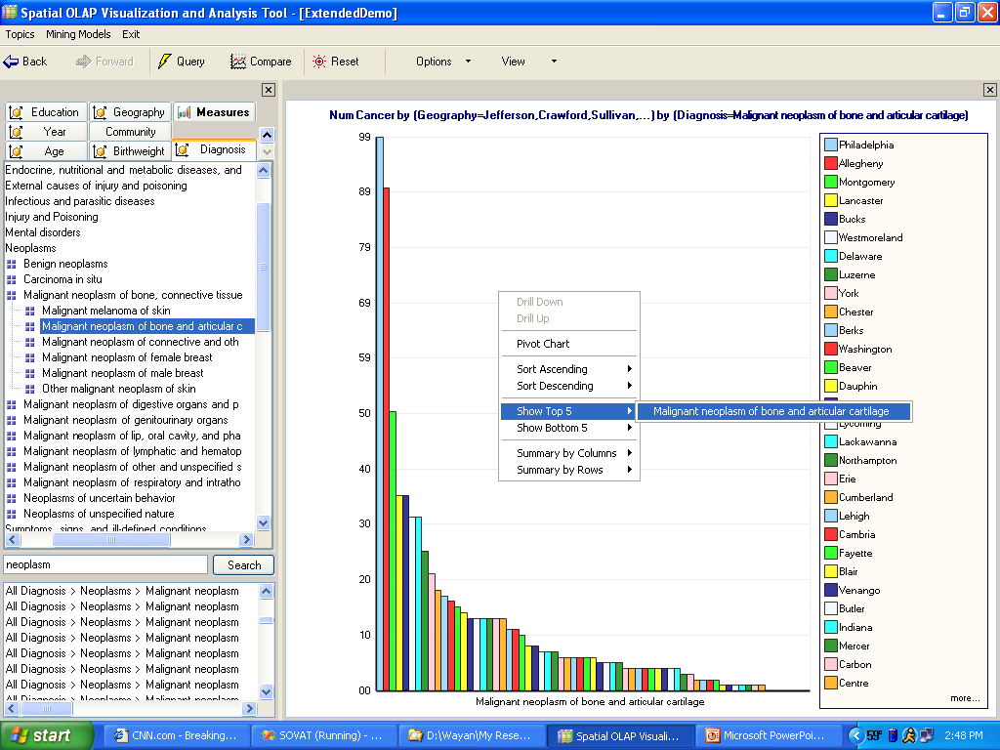 Spatial OLAP Visualization and Analysis Tool - [ExtendedDemo]
Topics Mining Models Exit
Back Forward Query Compare Reset Options View
Education Geography Measures
Year Community
Age Birthweight Diagnosis
Endocrine, nutritional and metabolic diseases, and
External causes of injury and poisoning
Infectious and parasitic diseases
Injury and Poisoning
Mental disorders
Neoplasms
Benign neoplasms
Carcinoma in situ
Malignant neoplasm of bone, connective tissue
Malignant melanoma of skin
Malignant neoplasm of bone and articular c
Malignant neoplasm of connective and oth
Malignant neoplasm of female breast
Malignant neoplasm of male breast
Other malignant neoplasm of skin
Malignant neoplasm of digestive organs and p
Malignant neoplasm of genitourinary organs
Malignant neoplasm of lip, oral cavity, and pha
Malignant neoplasm of lymphatic and hematop
Malignant neoplasm of other and unspecified s
Malignant neoplasm of respiratory and intratho
Neoplasms of uncertain behavior
Neoplasms of unspecified nature
Symptoms, signs, and ill-defined conditions
neoplasm Search
All Diagnosis > Neoplasms > Malignant neoplasm
All Diagnosis > Neoplasms > Malignant neoplasm
All Diagnosis > Neoplasms > Malignant neoplasm
All Diagnosis > Neoplasms > Malignant neoplasm
All Diagnosis > Neoplasms > Malignant neoplasm
All Diagnosis > Neoplasms > Malignant neoplasm
All Diagnosis > Neoplasms > Malignant neoplasm
All Diagnosis > Neoplasms > Malignant neoplasm
Num Cancer by (Geography=Jefferson,Crawford,Sullivan,...) by (Diagnosis=Malignant neoplasm of bone and articular cartilage)
99
89
79
69
59
50
40
30
20
10
00
Malignant neoplasm of bone and articular cartilage
Drill Down
Drill Up
Pivot Chart
Sort Ascending
Sort Descending
Show Top 5
Malignant neoplasm of bone and articular cartilage
Show Bottom 5
Summary by Columns
Summary by Rows
Philadelphia
Allegheny
Montgomery
Lancaster
Bucks
Westmoreland
Delaware
Luzerne
York
Chester
Berks
Washington
Beaver
Dauphin
Lycoming
Lackawanna
Northampton
Erie
Cumberland
Lehigh
Cambria
Fayette
Blair
Venango
Butler
Indiana
Mercer
Carbon
Centre
more...
start CNN.com - Breaking... SOVAT (Running) - ... D:\Wayan\My Rese... Spatial OLAP Visuali... Microsoft PowerPoi... 59° 2:48 PM